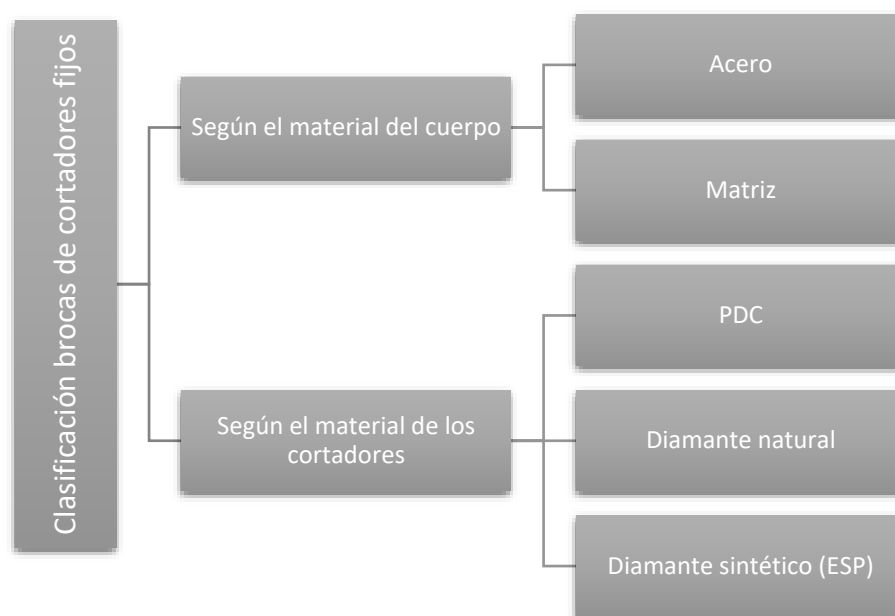 Clasificación brocas de cortadores fijos
Según el material del cuerpo
Acero
Matriz
Según el material de los
cortadores
PDC
Diamante natural
Diamante sintético (ESP)